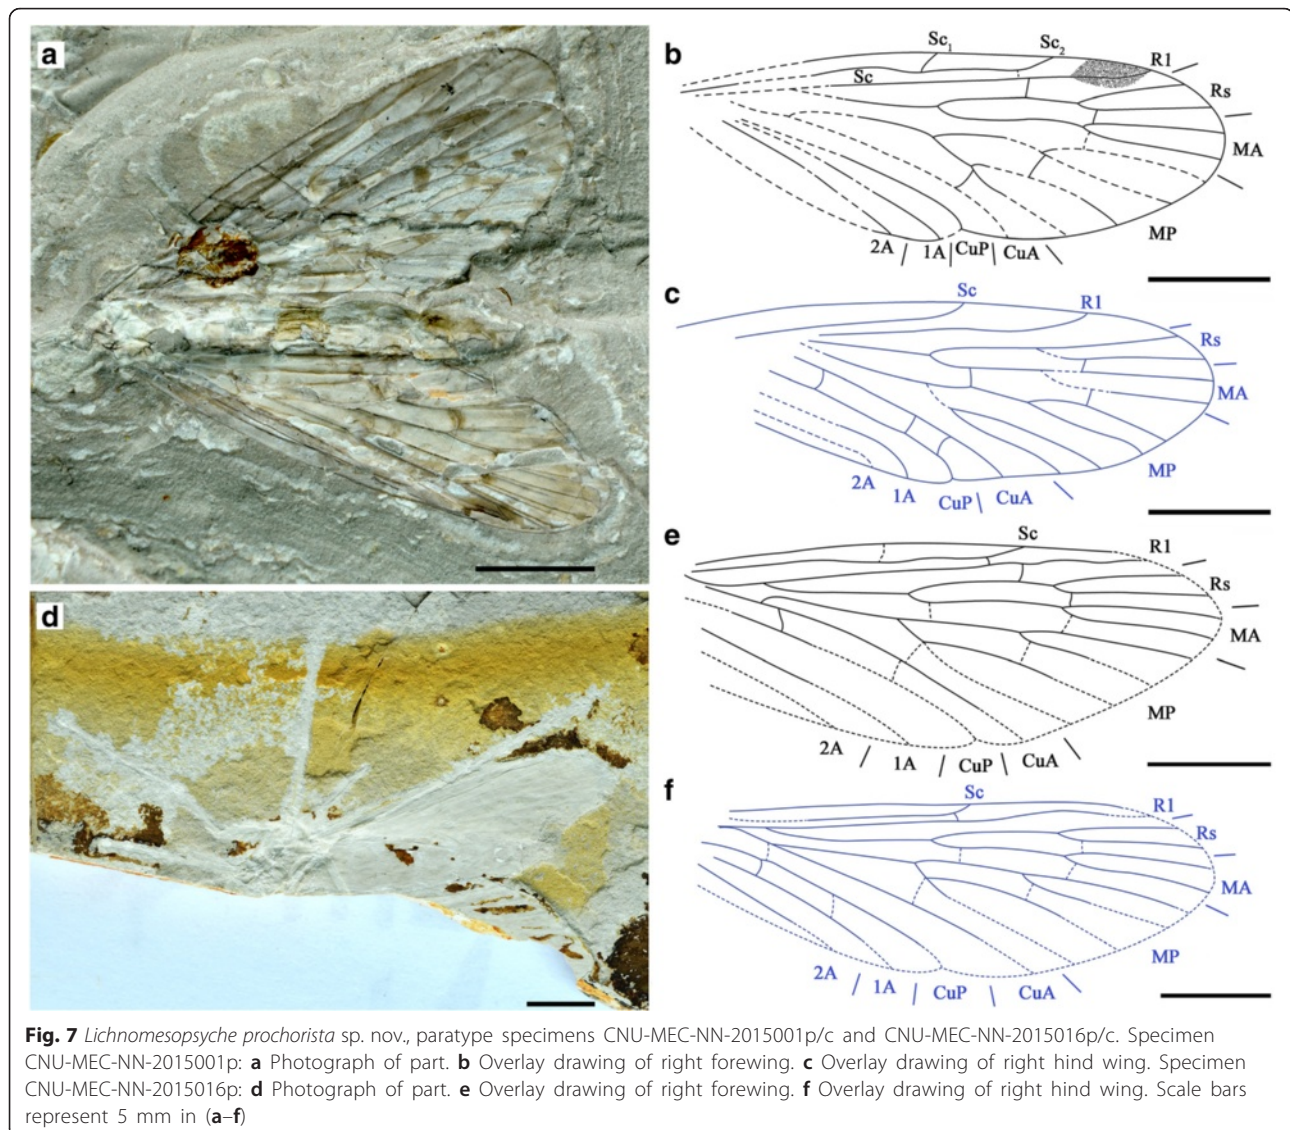 a
b
Sc1
Sc2
R1
Sc
Rs
MA
MP
2A
1A
CuP
CuA
c
Sc
R1
Rs
MA
MP
2A
1A
CuP
CuA
d
e
Sc
R1
Rs
MA
MP
2A
1A
CuP
CuA
f
Sc
R1
Rs
MA
MP
2A
1A
CuP
CuA
Fig. 7 Lichnomesopsyche prochorista sp. nov., paratype specimens CNU-MEC-NN-2015001p/c and CNU-MEC-NN-2015016p/c. Specimen
CNU-MEC-NN-2015001p: a Photograph of part. b Overlay drawing of right forewing. c Overlay drawing of right hind wing. Specimen
CNU-MEC-NN-2015016p: d Photograph of part. e Overlay drawing of right forewing. f Overlay drawing of right hind wing. Scale bars
represent 5 mm in (a–f)